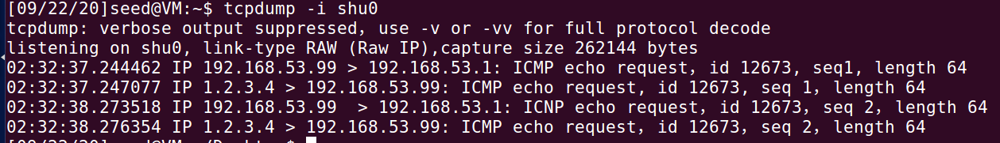 [09/22/20]seed@VM:~$ tcpdump -i shu0
tcpdump: verbose output suppressed, use -v or -vv for full protocol decode
listening on shu0, link-type RAW (Raw IP),capture size 262144 bytes
02:32:37.244462 IP 192.168.53.99 > 192.168.53.1: ICMP echo request, id 12673, seq1, length 64
02:32:37.247077 IP 1.2.3.4 > 192.168.53.99: ICMP echo request, id 12673, seq 1, length 64
02:32:38.273518 IP 192.168.53.99  > 192.168.53.1: ICNP echo request, id 12673, seq 2, length 64
02:32:38.276354 IP 1.2.3.4 > 192.168.53.99: ICMP echo request, id 12673, seq 2, length 64
[09/22/20]seed@VM:~/Desktop$